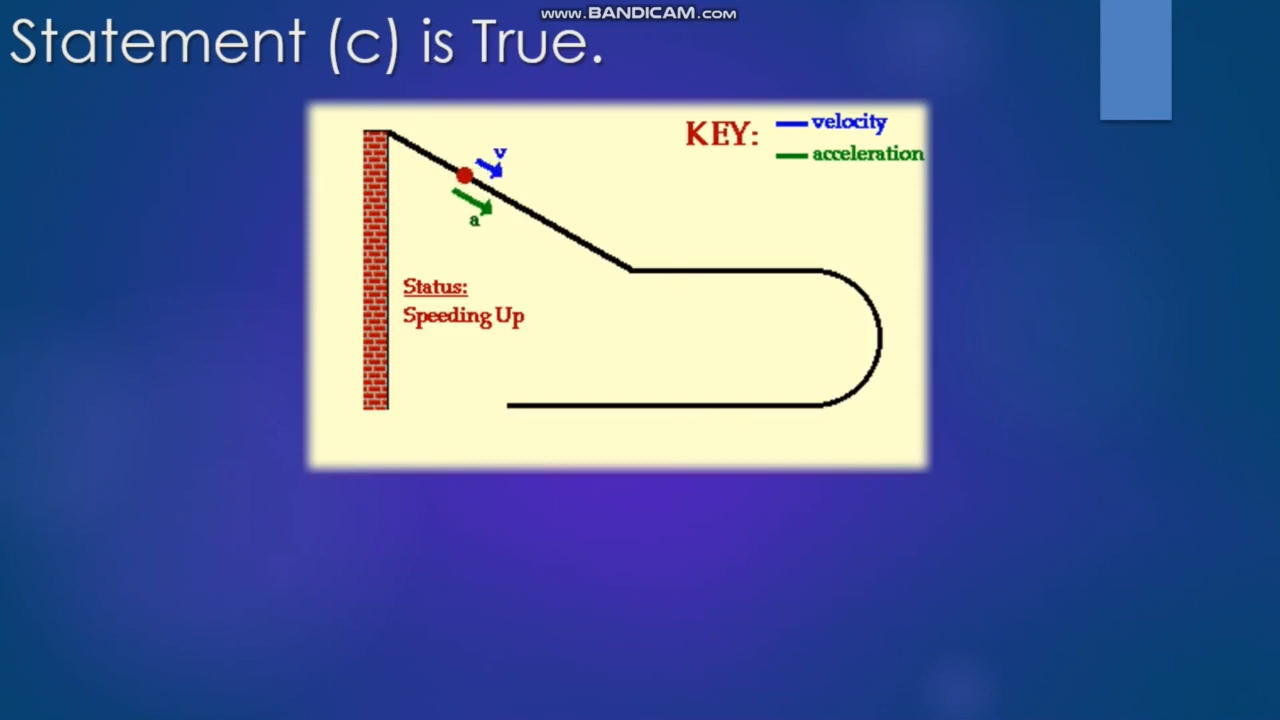 www.BANDICAM.com
Statement (c) is True.
KEY:
velocity
acceleration
v
a
Status:
Speeding Up